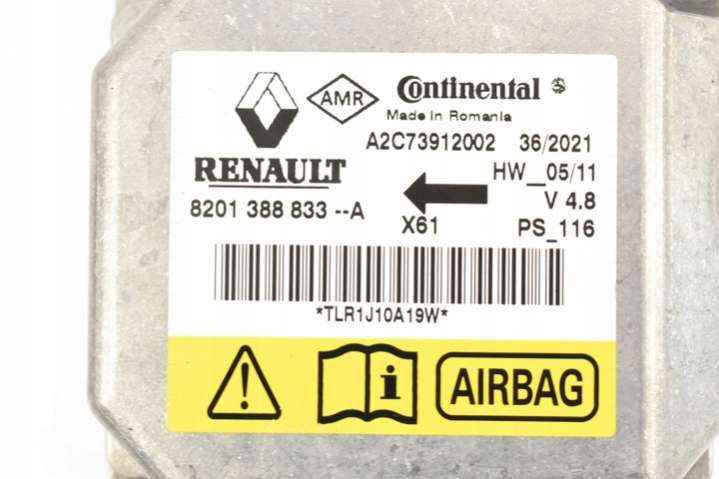 AMR
Continental
Made in Romania
A2C73912002 36/2021
RENAULT
HW__05/11
8201 388 833 --A
X61
V 4.8
PS_116
*TLR1J10A19W*
i AIRBAG